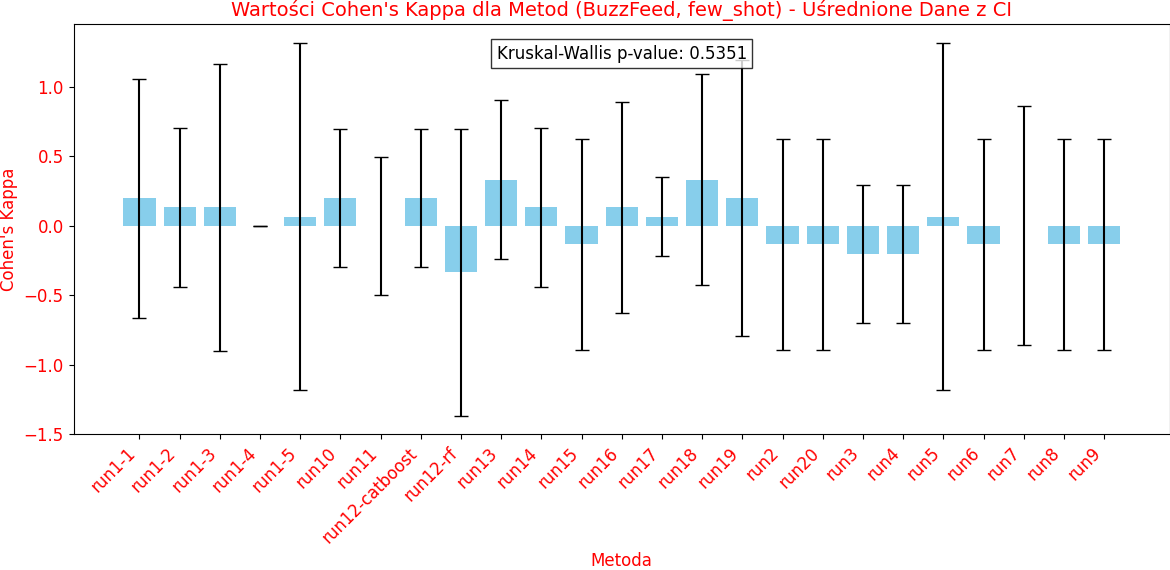 Wartości Cohen's Kappa dla Metod (BuzzFeed, few_shot) - Uśrednione Dane z CI
Kruskal-Wallis p-value: 0.5351
Cohen's Kappa
1.0
0.5
0.0
−0.5
−1.0
−1.5
run1-1
run1-2
run1-3
run1-4
run1-5
run10
run11
run12-catboost
run12-rf
run13
run14
run15
run16
run17
run18
run19
run2
run20
run3
run4
run5
run6
run7
run8
run9
Metoda